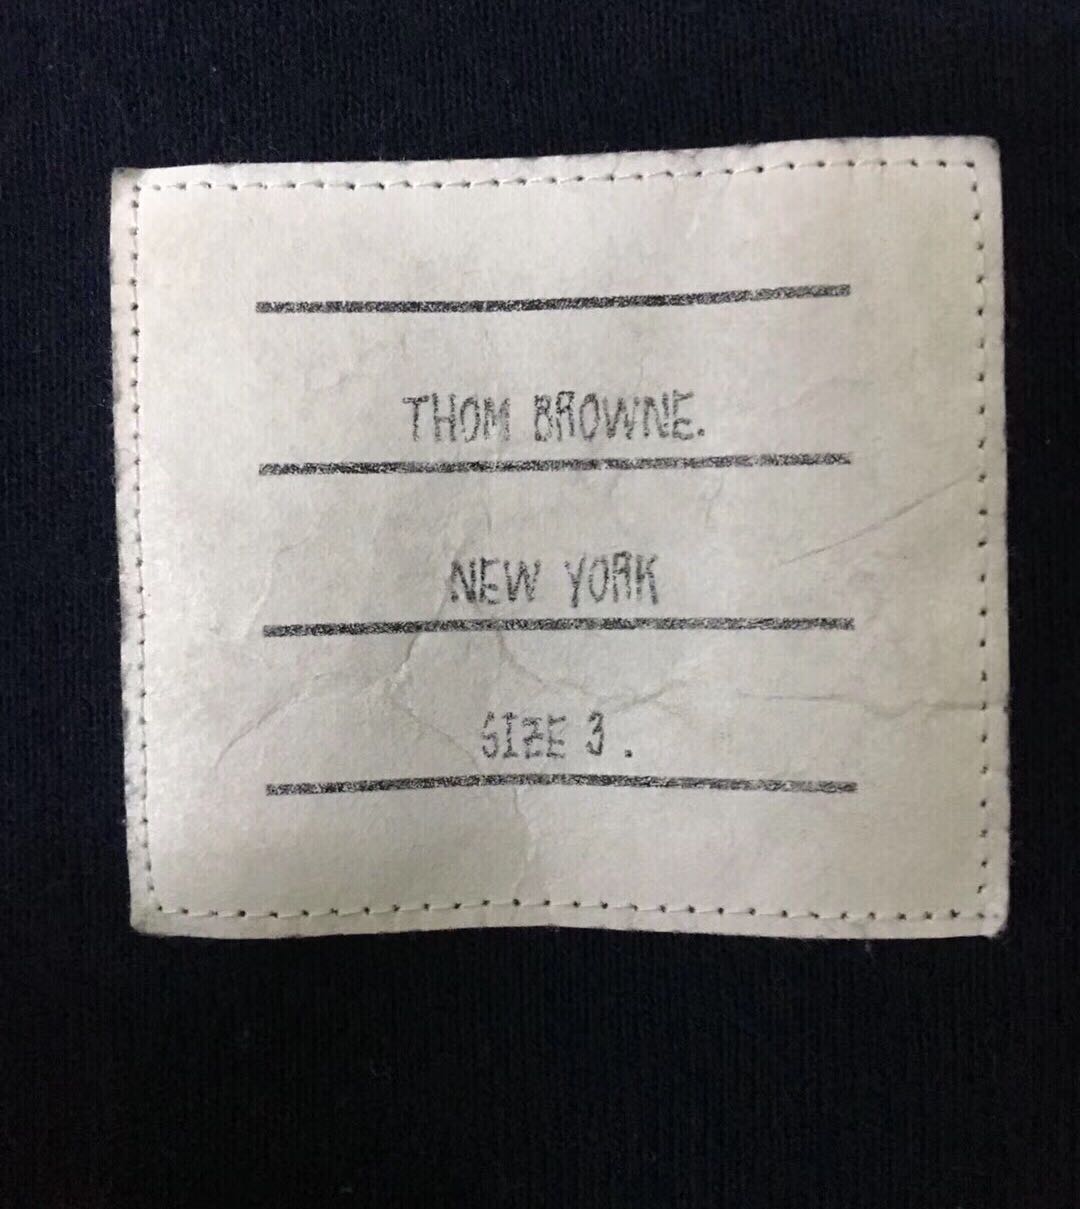 THOM BROWNE.
NEW YORK
SIZE 3 .